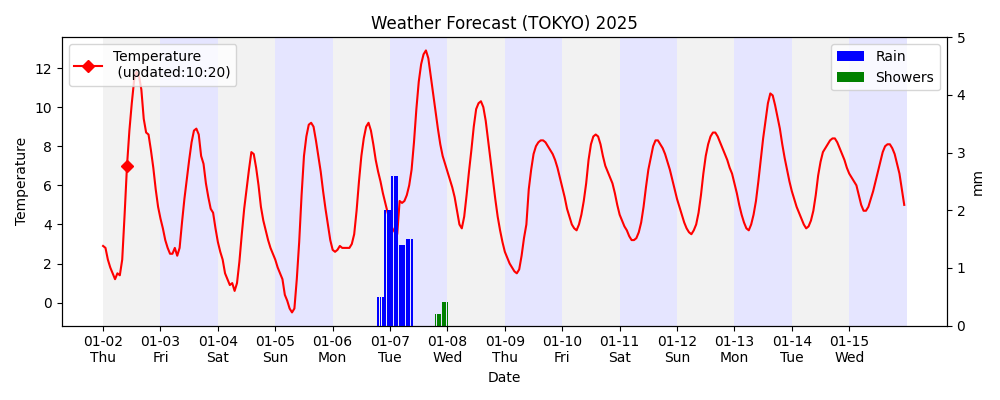 Weather Forecast (TOKYO) 2025
Temperature
(updated:10:20)
Rain
Showers
Temperature
12
10
8
6
4
2
0
5
4
3
2
1
0
mm
01-02 01-03 01-04 01-05 01-06 01-07 01-08 01-09 01-10 01-11 01-12 01-13 01-14 01-15
Thu Fri Sat Sun Mon Tue Wed Thu Fri Sat Sun Mon Tue Wed
Date